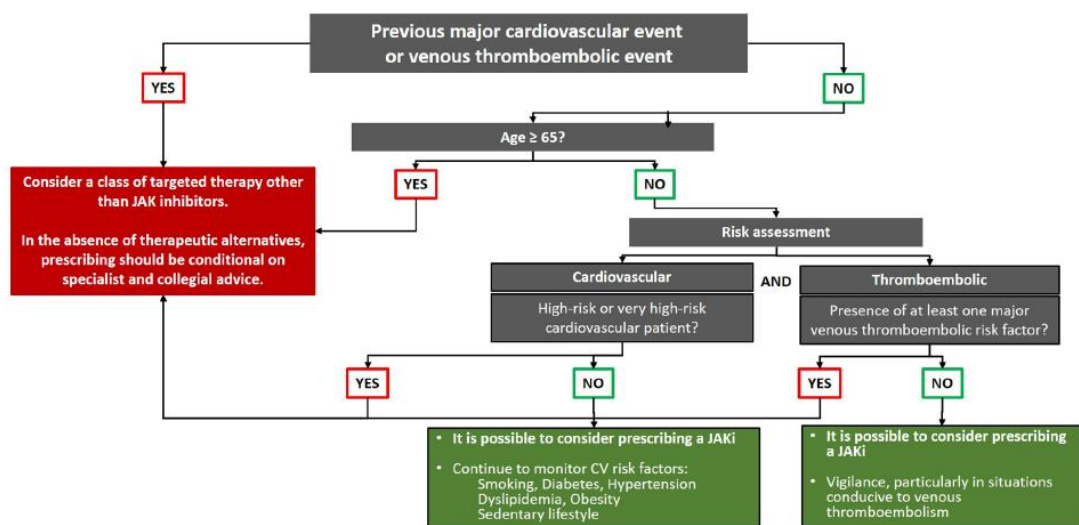 Previous major cardiovascular event
or venous thromboembolic event
YES
NO
Age ≥ 65?
YES
NO
Consider a class of targeted therapy other
than JAK inhibitors.
In the absence of therapeutic alternatives,
prescribing should be conditional on
specialist and collegial advice.
Risk assessment
Cardiovascular
AND
Thromboembolic
High-risk or very high-risk
cardiovascular patient?
Presence of at least one major
venous thromboembolic risk factor?
YES
NO
YES
NO
• It is possible to consider prescribing a JAKi
• Continue to monitor CV risk factors:
Smoking, Diabetes, Hypertension
Dyslipidemia, Obesity
Sedentary lifestyle
• It is possible to consider prescribing
a JAKi
• Vigilance, particularly in situations
conducive to venous
thromboembolism